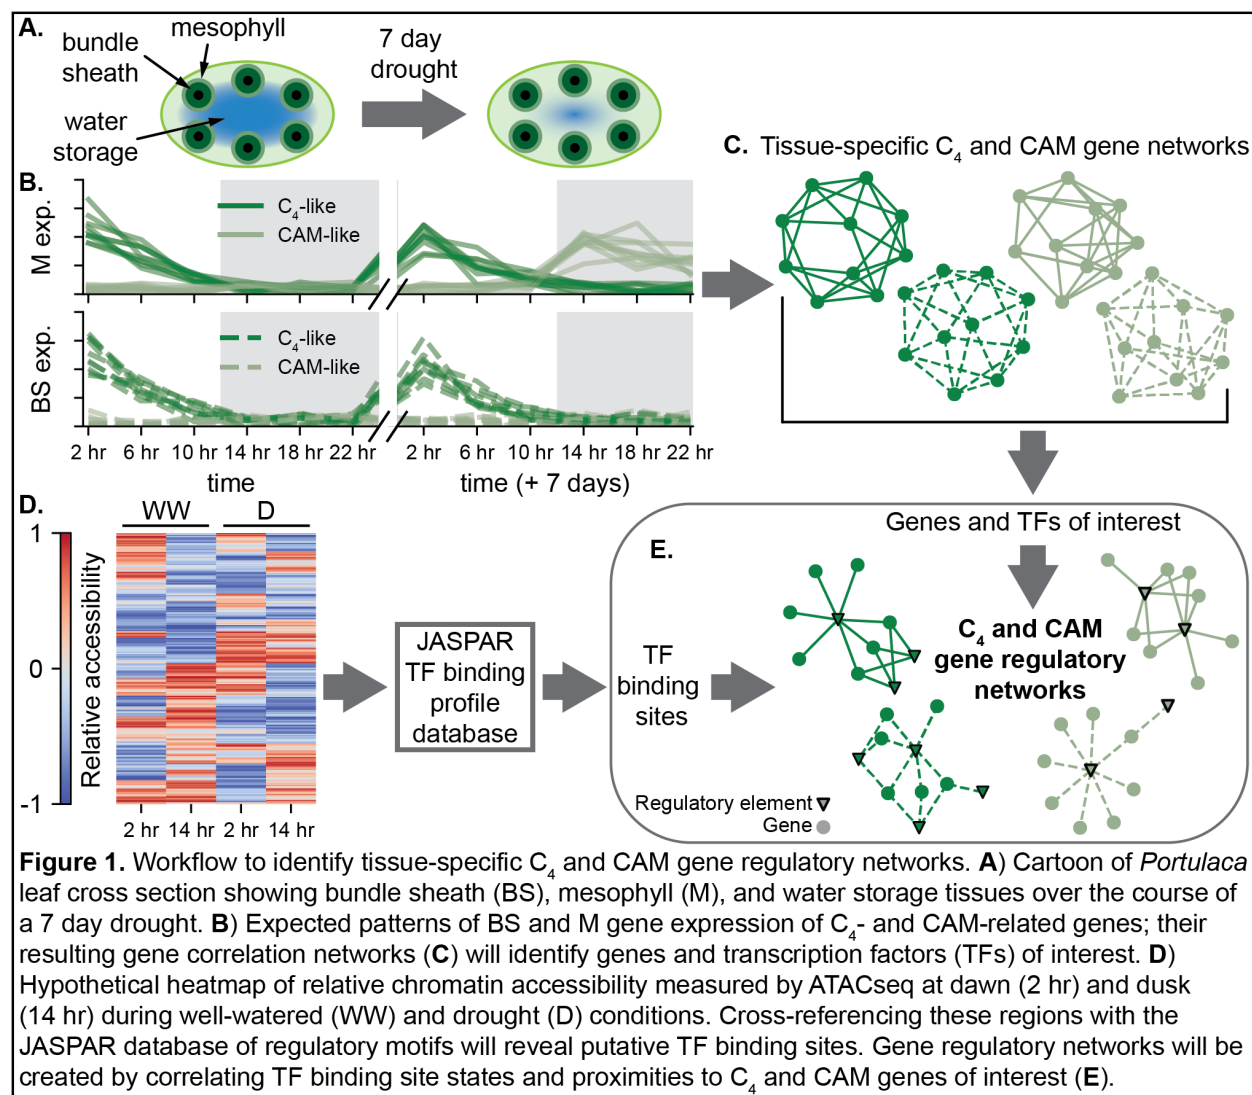 A.
mesophyll
bundle
sheath
7 day
drought
water
storage
B.
M exp.
C₄-like
CAM-like
BS exp.
C₄-like
CAM-like
2 hr 6 hr 10 hr 14 hr 18 hr 22 hr 2 hr 6 hr 10 hr 14 hr 18 hr 22 hr
time
time (+ 7 days)
C. Tissue-specific C₄ and CAM gene networks
D.
WW D
1
0
-1
Relative accessibility
2 hr 14 hr 2 hr 14 hr
JASPAR
TF binding
profile
database
E.
Genes and TFs of interest
TF
binding
sites
C₄ and CAM
gene regulatory
networks
Regulatory element
Gene
Figure 1. Workflow to identify tissue-specific C₄ and CAM gene regulatory networks. A) Cartoon of Portulaca
leaf cross section showing bundle sheath (BS), mesophyll (M), and water storage tissues over the course of
a 7 day drought. B) Expected patterns of BS and M gene expression of C₄- and CAM-related genes; their
resulting gene correlation networks (C) will identify genes and transcription factors (TFs) of interest. D)
Hypothetical heatmap of relative chromatin accessibility measured by ATACseq at dawn (2 hr) and dusk
(14 hr) during well-watered (WW) and drought (D) conditions. Cross-referencing these regions with the
JASPAR database of regulatory motifs will reveal putative TF binding sites. Gene regulatory networks will be
created by correlating TF binding site states and proximities to C₄ and CAM genes of interest (E).